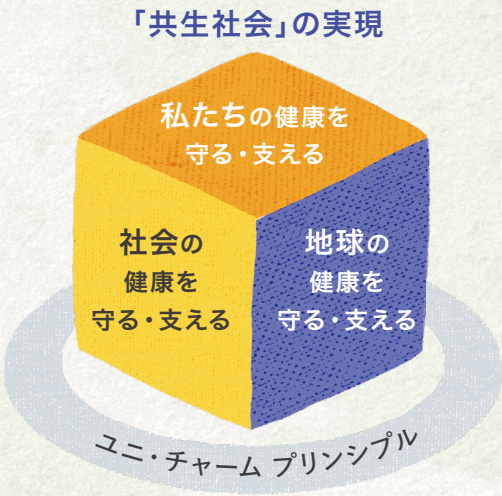 「共生社会」の実現
私たちの健康を
守る・支える
社会の
健康を
守る・支える
地球の
健康を
守る・支える
ユニ・チャーム プリンシプル